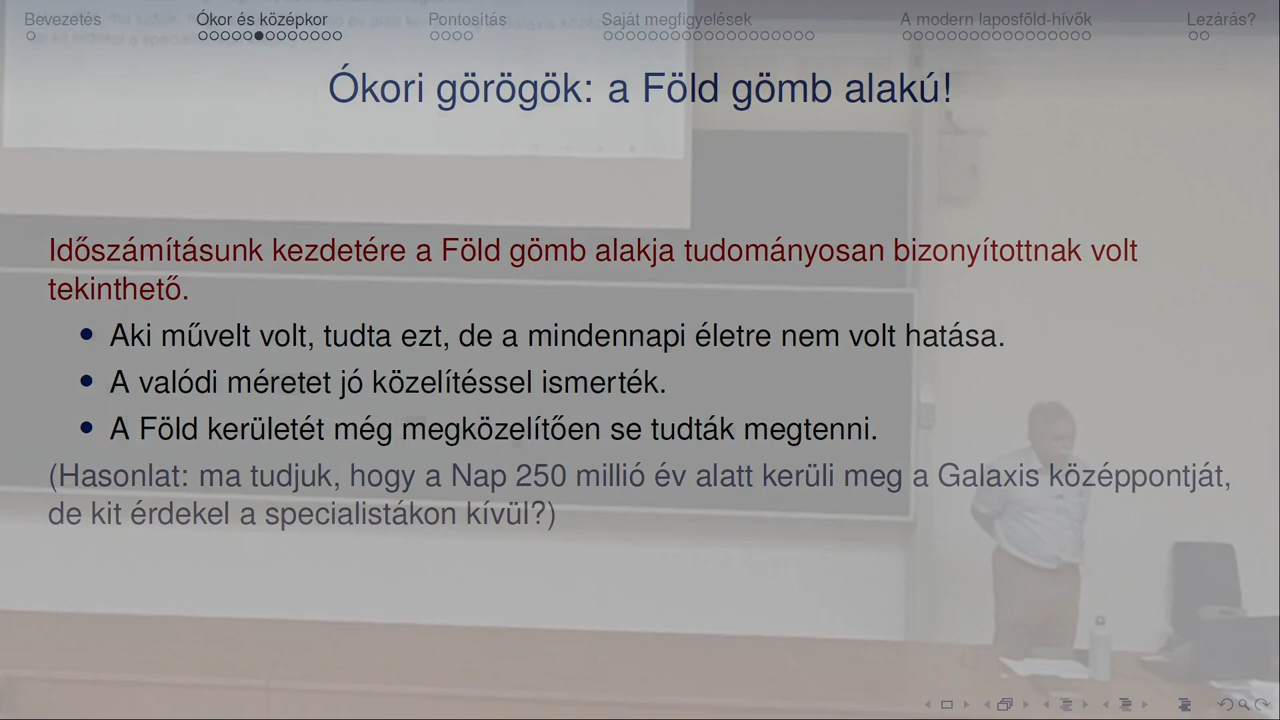 Bevezetés
Ókor és középkor
Pontosítás
Saját megfigyelések
A modern laposföld-hívők
Lezárás?
Ókori görögök: a Föld gömb alakú!
Időszámításunk kezdetére a Föld gömb alakja tudományosan bizonyítottnak volt
tekinthető.
Aki művelt volt, tudta ezt, de a mindennapi életre nem volt hatása.
A valódi méretet jó közelítéssel ismerték.
A Föld kerületét még megközelítően se tudták megtenni.
(Hasonlat: ma tudjuk, hogy a Nap 250 millió év alatt kerüli meg a Galaxis középpontját,
de kit érdekel a specialistákon kívül?)